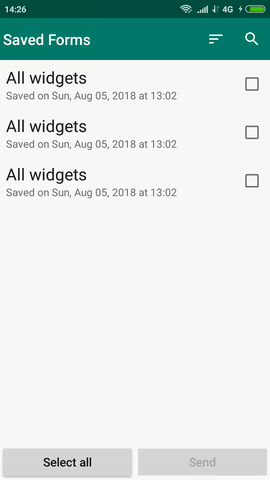 14:26
4G
Saved Forms
All widgets
Saved on Sun, Aug 05, 2018 at 13:02
All widgets
Saved on Sun, Aug 05, 2018 at 13:02
All widgets
Saved on Sun, Aug 05, 2018 at 13:02
Select all
Send